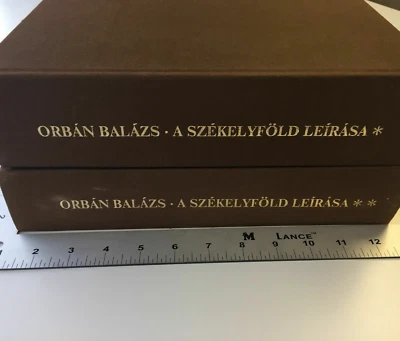 ORBÁN BALÁZS · A SZÉKELYFÖLD LEÍRÁSA *
ORBÁN BALÁZS · A SZÉKELYFÖLD LEÍRÁSA * *
2 3 4 5 6 7 8 9 10 11 12
M LANCE™